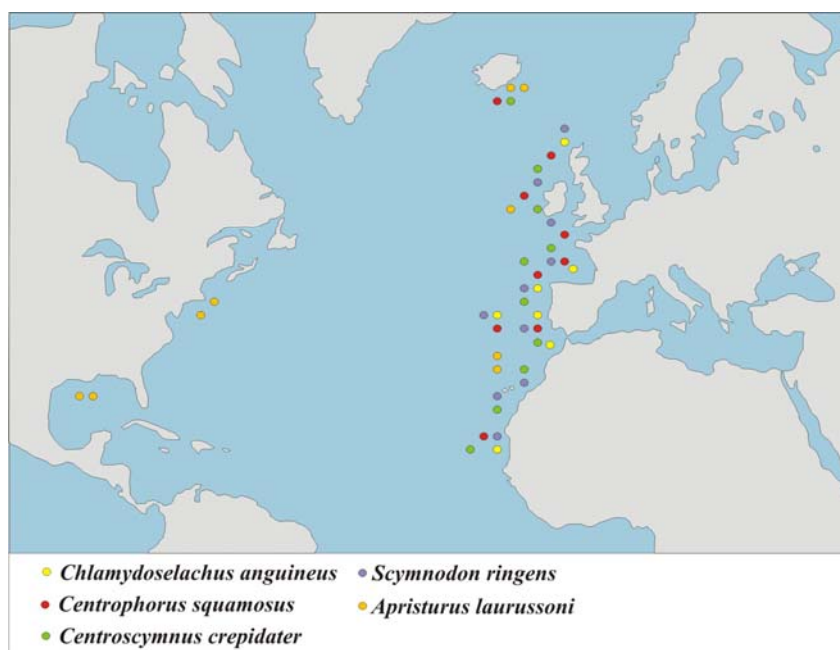 Chlamydoselachus anguineus
Centrophorus squamosus
Centroscymnus crepidater
Scymnodon ringens
Apristurus laurussoni